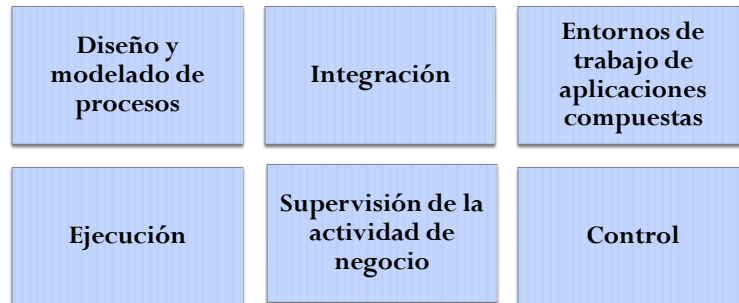 Diseño y
modelado de
procesos
Integración
Entornos de
trabajo de
aplicaciones
compuestas
Ejecución
Supervisión de la
actividad de
negocio
Control